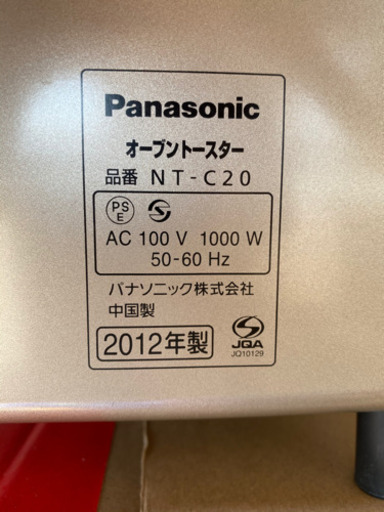 Panasonic
オーブントースター
品番 NT-C20
PS
E
AC 100 V 1000 W
50-60 Hz
パナソニック株式会社
中国製
2012年製
JQA
JQ10129